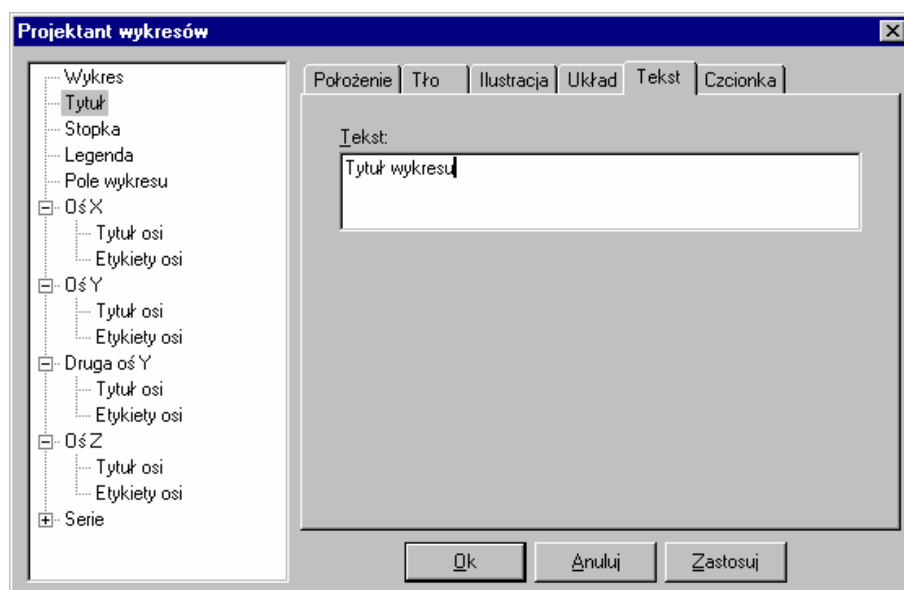 Projektant wykresów
Wykres
Tytuł
Stopka
Legenda
Pole wykresu
Oś X
Tytuł osi
Etykiety osi
Oś Y
Tytuł osi
Etykiety osi
Druga oś Y
Tytuł osi
Etykiety osi
Oś Z
Tytuł osi
Etykiety osi
Serie
Położenie Tło Ilustracja Układ Tekst Czcionka
Tekst:
Tytuł wykresu
Ok Anuluj Zastosuj